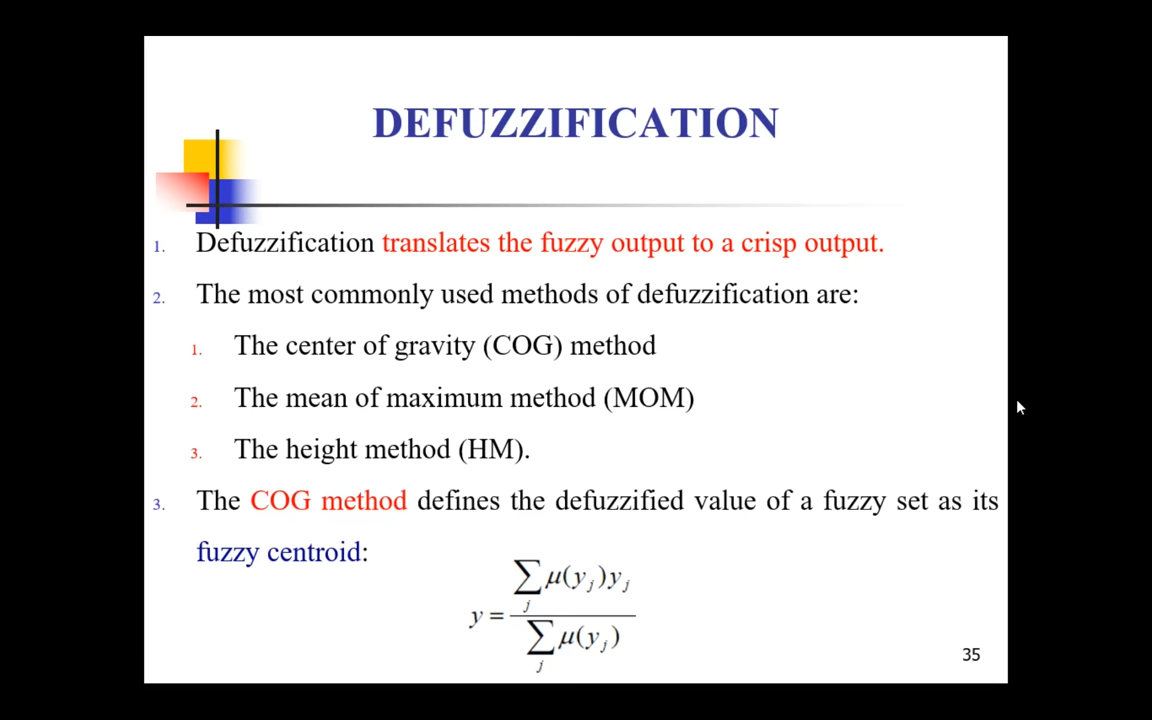 DEFUZZIFICATION
1. Defuzzification translates the fuzzy output to a crisp output.
2. The most commonly used methods of defuzzification are:
1. The center of gravity (COG) method
2. The mean of maximum method (MOM)
3. The height method (HM).
3. The COG method defines the defuzzified value of a fuzzy set as its
fuzzy centroid:
y = ∑_j μ(y_j)y_j / ∑_j μ(y_j)
35